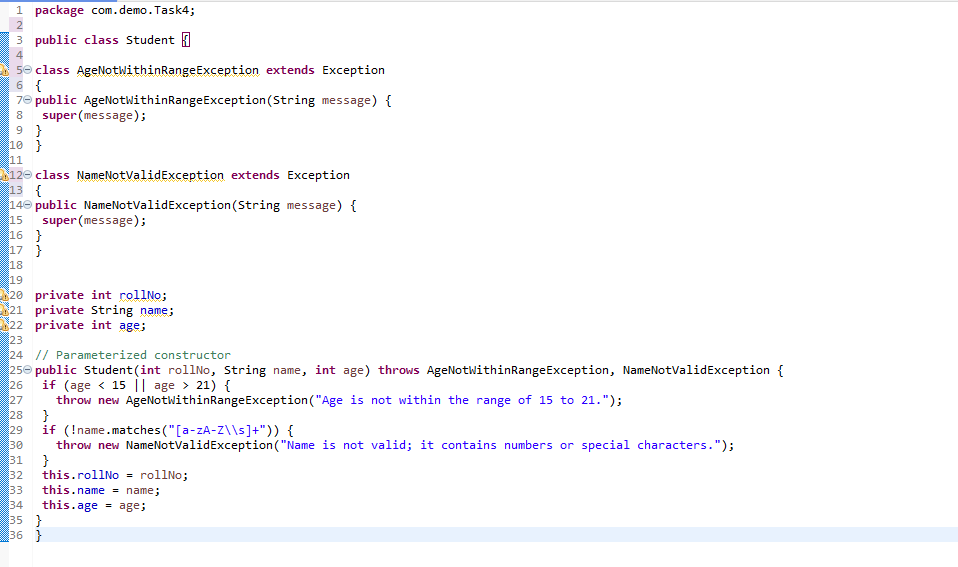 1 package com.demo.Task4;
2
3 public class Student {
4
5 class AgeNotWithinRangeException extends Exception
6 {
7 public AgeNotWithinRangeException(String message) {
8 super(message);
9 }
10 }
11
12 class NameNotValidException extends Exception
13 {
14 public NameNotValidException(String message) {
15 super(message);
16 }
17 }
18
19
20 private int rollNo;
21 private String name;
22 private int age;
23
24 // Parameterized constructor
25 public Student(int rollNo, String name, int age) throws AgeNotWithinRangeException, NameNotValidException {
26 if (age < 15 || age > 21) {
27 throw new AgeNotWithinRangeException("Age is not within the range of 15 to 21.");
28 }
29 if (!name.matches("[a-zA-Z\\s]+")) {
30 throw new NameNotValidException("Name is not valid; it contains numbers or special characters.");
31 }
32 this.rollNo = rollNo;
33 this.name = name;
34 this.age = age;
35 }
36 }